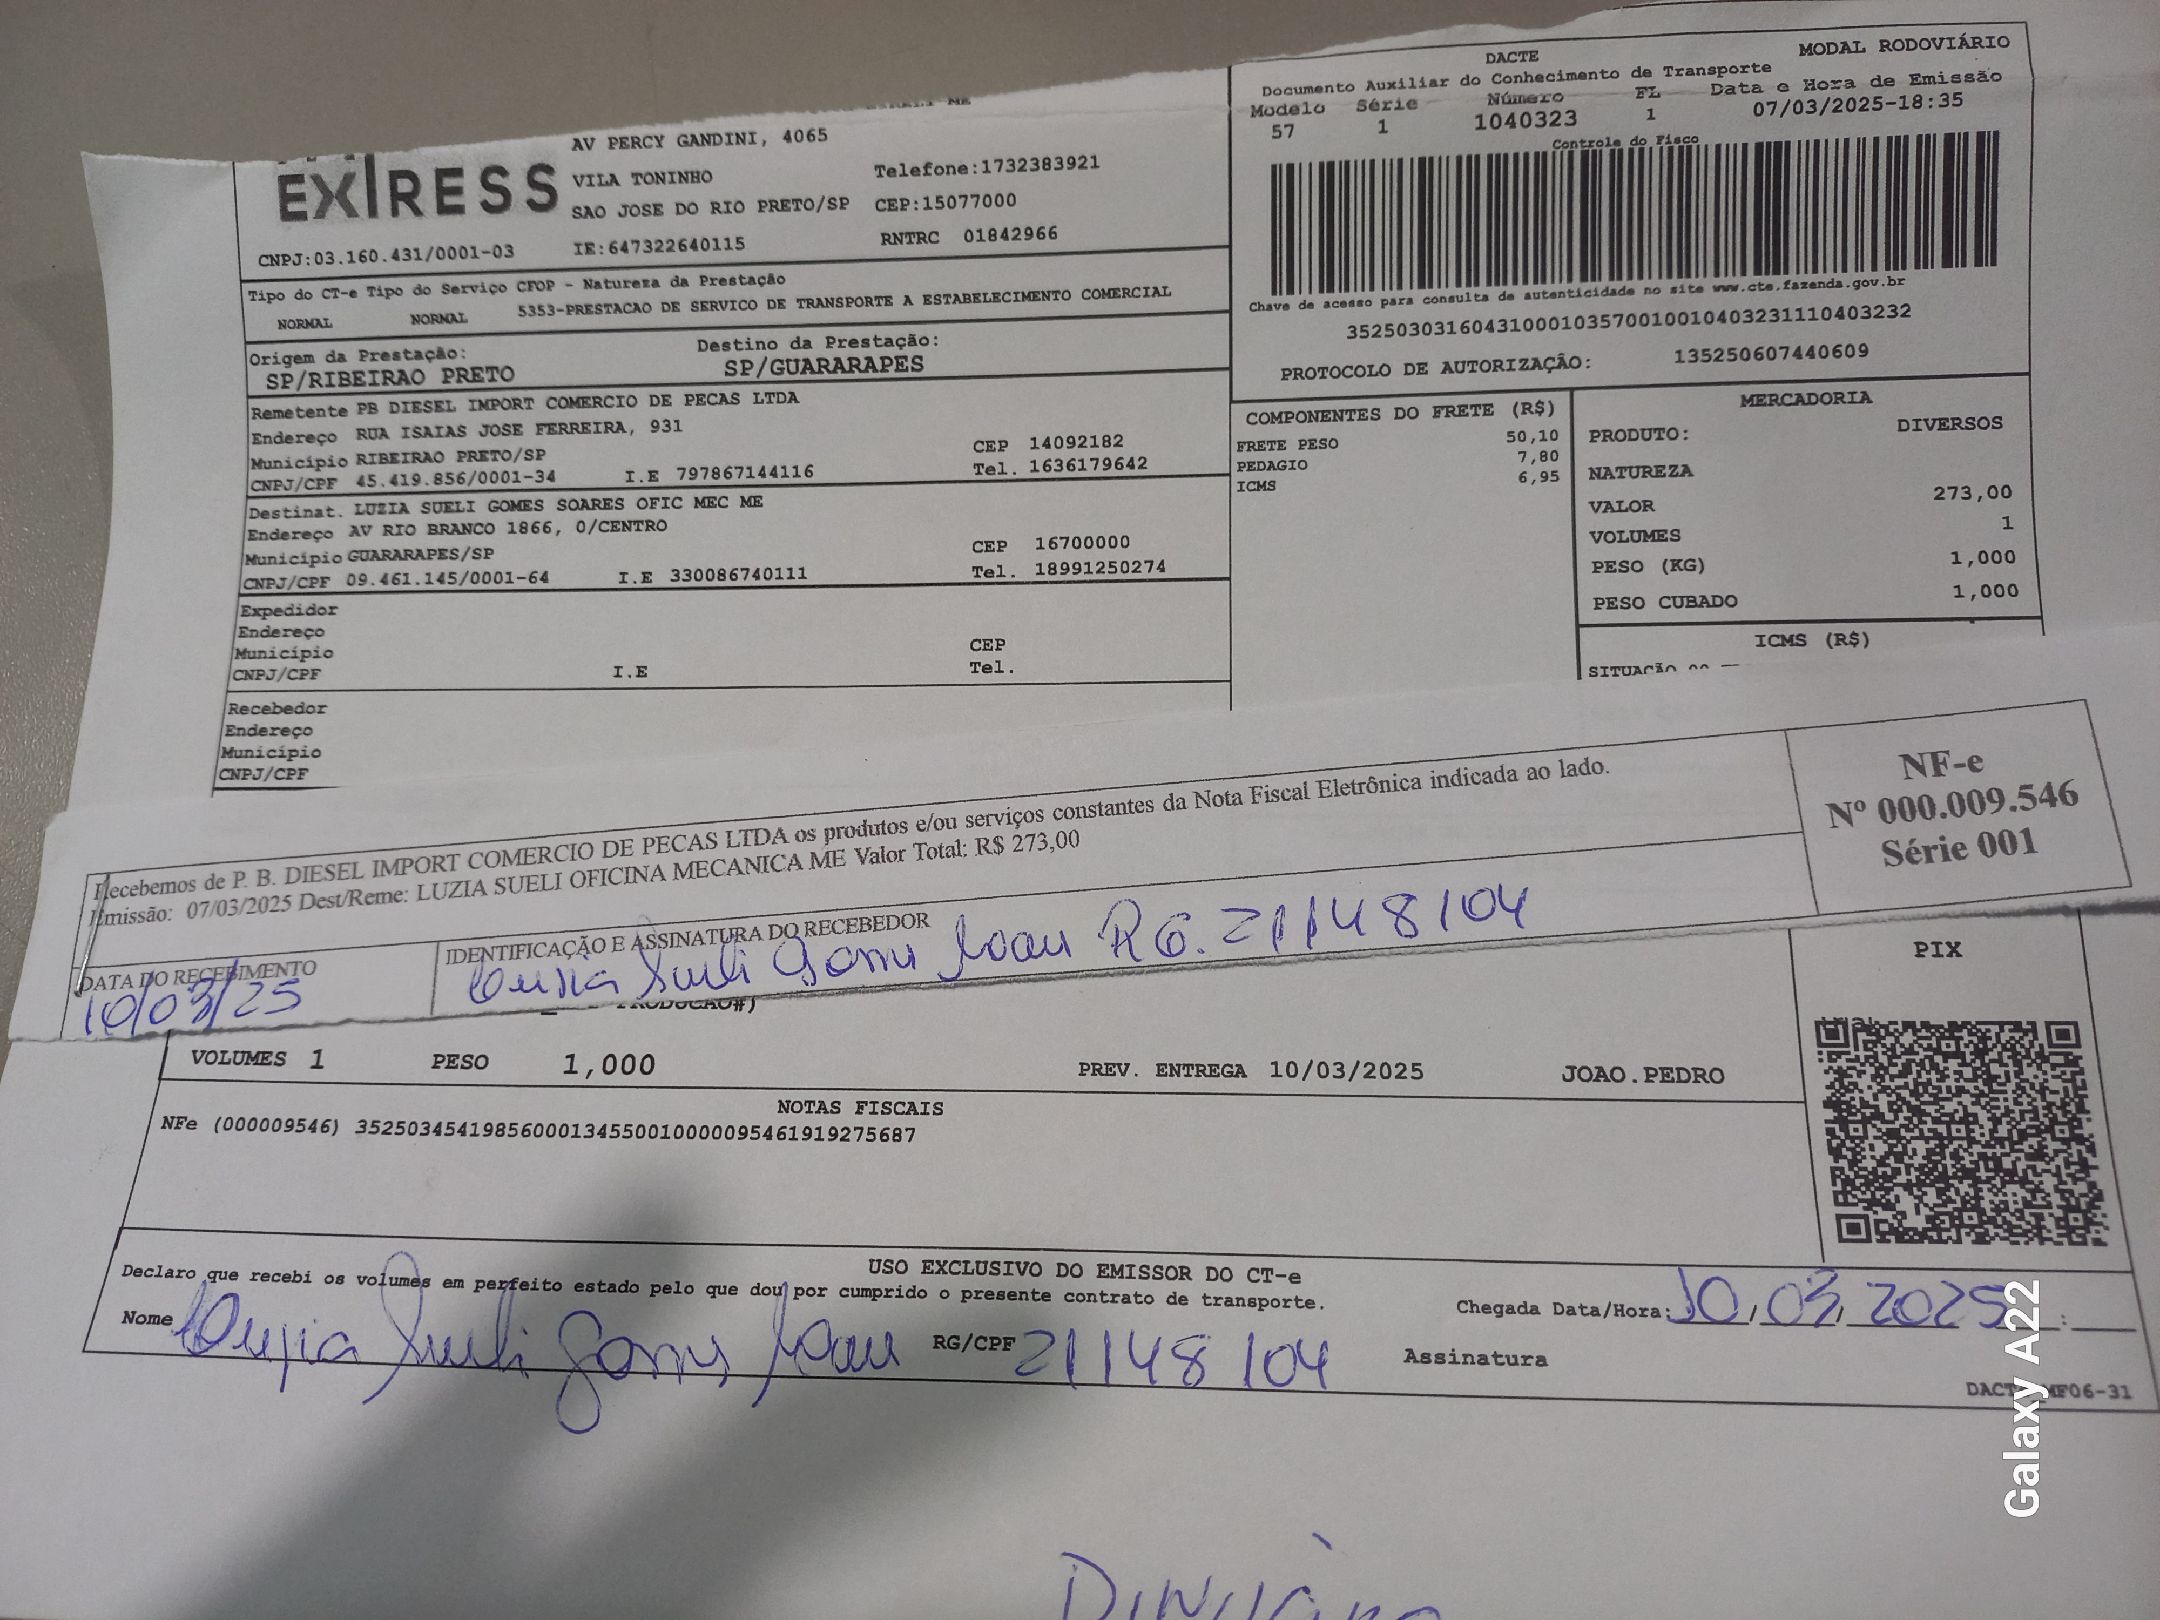 EXPRESS
AV PERCY GANDINI, 4065
VILA TONINHO
Telefone:1732383921
SAO JOSE DO RIO PRETO/SP CEP:15077000
CNPJ:03.160.431/0001-03 IE:647322640115 RNTRC 01842966
DACTE MODAL RODOVIÁRIO
Documento Auxiliar do Conhecimento de Transporte
Modelo Série Número FL Data e Hora de Emissão
57 1 1040323 1 07/03/2025-18:35
Controle do Fisco
Chave de acesso para consulta de autenticidade no site www.cte.fazenda.gov.br
35250303160431000103570010010403231110403232
PROTOCOLO DE AUTORIZAÇÃO: 135250607440609
Tipo do CT-e Tipo do Serviço CFOP - Natureza da Prestação
NORMAL NORMAL 5353-PRESTACAO DE SERVICO DE TRANSPORTE A ESTABELECIMENTO COMERCIAL
Origem da Prestação: Destino da Prestação:
SP/RIBEIRAO PRETO SP/GUARARAPES
Remetente PB DIESEL IMPORT COMERCIO DE PECAS LTDA
Endereço RUA ISAIAS JOSE FERREIRA, 931
Município RIBEIRAO PRETO/SP CEP 14092182
CNPJ/CPF 45.419.856/0001-34 I.E 797867144116 Tel. 1636179642
Destinat. LUZIA SUELI GOMES SOARES OFIC MEC ME
Endereço AV RIO BRANCO 1866, 0/CENTRO
Município GUARARAPES/SP CEP 16700000
CNPJ/CPF 09.461.145/0001-64 I.E 330086740111 Tel. 18991250274
Expedidor
Endereço
Município CEP
CNPJ/CPF I.E Tel.
Recebedor
Endereço
Município
CNPJ/CPF
COMPONENTES DO FRETE (R$)
FRETE PESO 50,10
PEDAGIO 7,80
ICMS 6,95
MERCADORIA
PRODUTO: DIVERSOS
NATUREZA
VALOR 273,00
VOLUMES 1
PESO (KG) 1,000
PESO CUBADO 1,000
ICMS (R$)
SITUAÇÃO
Recebemos de P. B. DIESEL IMPORT COMERCIO DE PECAS LTDA os produtos e/ou serviços constantes da Nota Fiscal Eletrônica indicada ao lado.
Emissão: 07/03/2025 Dest/Reme: LUZIA SUELI OFICINA MECANICA ME Valor Total: R$ 273,00
NF-e
Nº 000.009.546
Série 001
DATA DO RECEBIMENTO
10/03/25
IDENTIFICAÇÃO E ASSINATURA DO RECEBEDOR
Luzia Sueli Gomes Soares RG. 21148104
PRODUCAO#)
VOLUMES 1 PESO 1,000 PREV. ENTREGA 10/03/2025 JOAO.PEDRO
PIX
NOTAS FISCAIS
NFe (000009546) 35250345419856000134550010000095461919275687
USO EXCLUSIVO DO EMISSOR DO CT-e
Declaro que recebi os volumes em perfeito estado pelo que dou por cumprido o presente contrato de transporte.
Nome Luzia Sueli Gomes Soares RG/CPF 21148104
Chegada Data/Hora: 10/03/2025 :
Assinatura
MF06-31
Galaxy A22